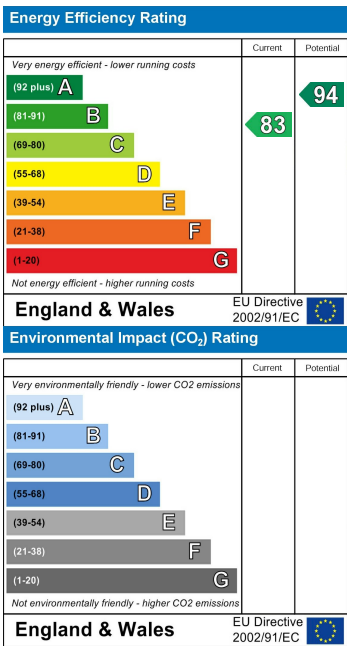 Energy Efficiency Rating
Current Potential
Very energy efficient - lower running costs
(92 plus) A
94
(81-91) B
83
(69-80) C
(55-68) D
(39-54) E
(21-38) F
(1-20) G
Not energy efficient - higher running costs
England & Wales
EU Directive
2002/91/EC
Environmental Impact (CO₂) Rating
Current Potential
Very environmentally friendly - lower CO2 emissions
(92 plus) A
(81-91) B
(69-80) C
(55-68) D
(39-54) E
(21-38) F
(1-20) G
Not environmentally friendly - higher CO2 emissions
England & Wales
EU Directive
2002/91/EC